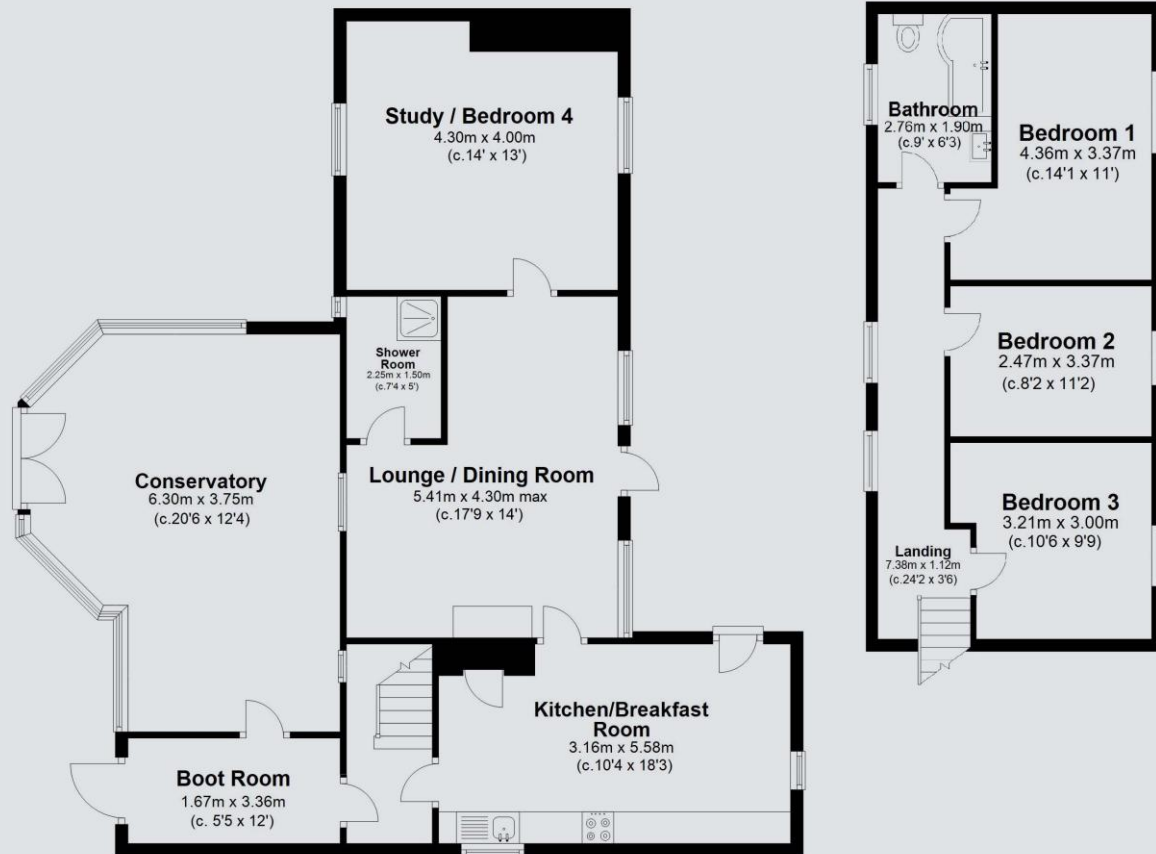 Study / Bedroom 4
4.30m x 4.00m
(c.14' x 13')
Shower
Room
2.25m x 1.50m
(c.7'4 x 5')
Conservatory
6.30m x 3.75m
(c.20'6 x 12'4)
Lounge / Dining Room
5.41m x 4.30m max
(c.17'9 x 14')
Kitchen/Breakfast
Room
3.16m x 5.58m
(c.10'4 x 18'3)
Boot Room
1.67m x 3.36m
(c. 5'5 x 12')
Bathroom
2.76m x 1.90m
(c.9' x 6'3)
Bedroom 1
4.36m x 3.37m
(c.14'1 x 11')
Bedroom 2
2.47m x 3.37m
(c.8'2 x 11'2)
Bedroom 3
3.21m x 3.00m
(c.10'6 x 9'9)
Landing
7.38m x 1.12m
(c.24'2 x 3'6)